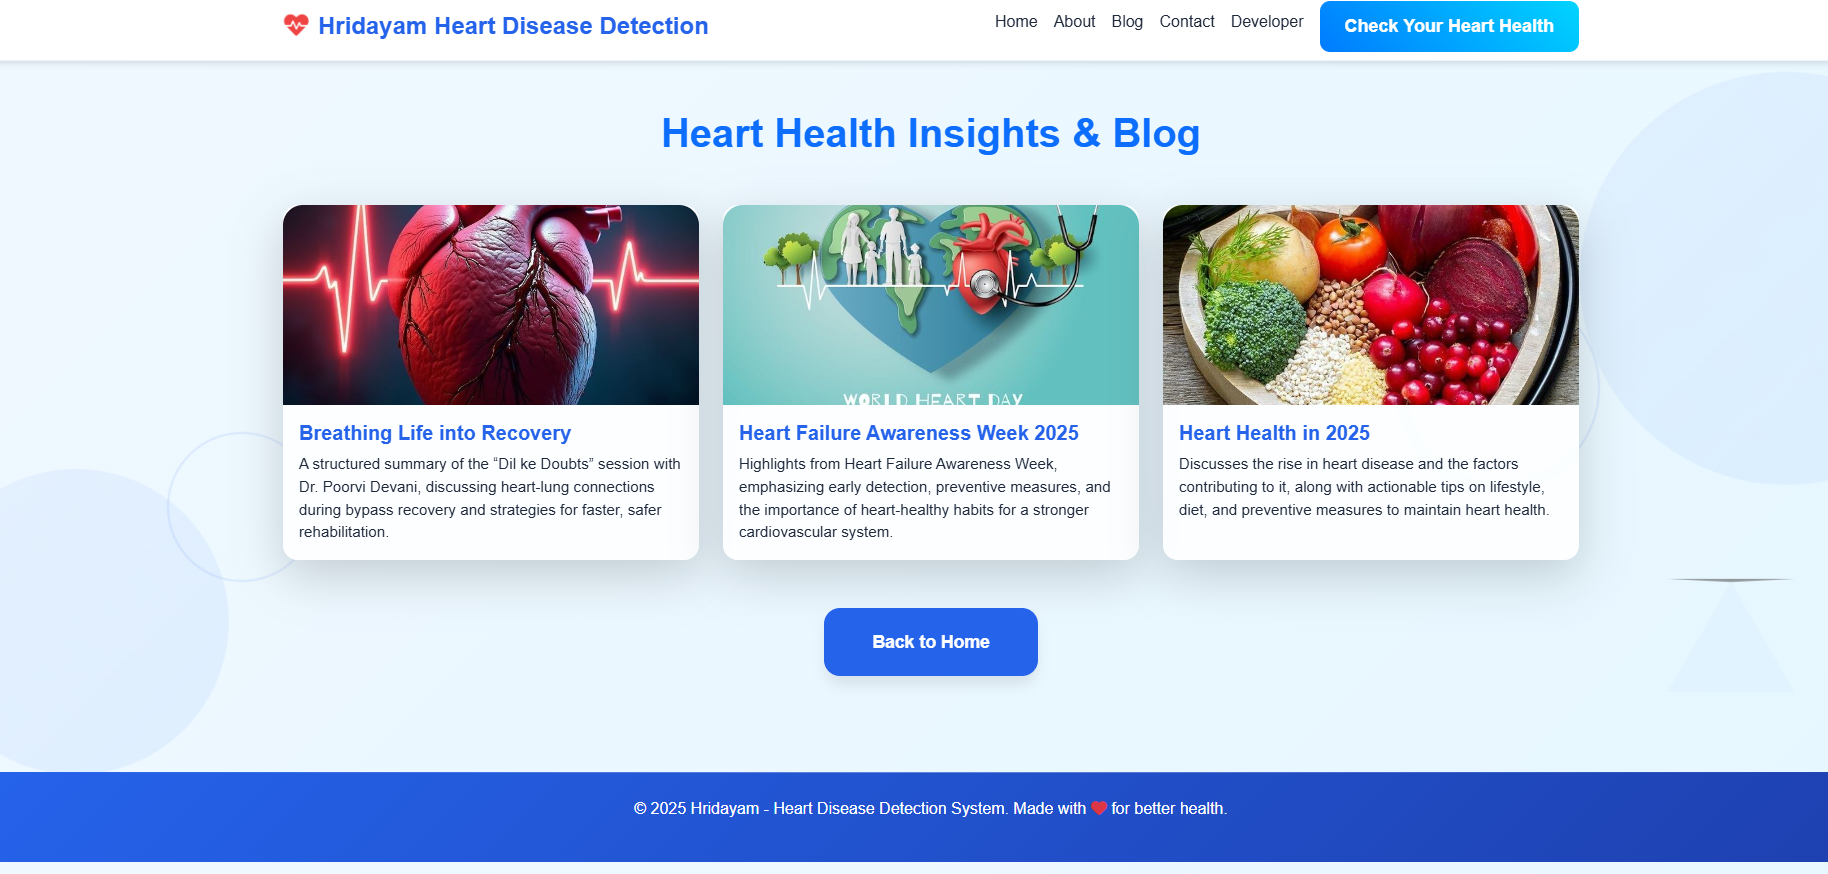 Hridayam Heart Disease Detection
Home About Blog Contact Developer Check Your Heart Health
Heart Health Insights & Blog
WORLD HEART DAY
Breathing Life into Recovery
A structured summary of the “Dil ke Doubts” session with
Dr. Poorvi Devani, discussing heart-lung connections
during bypass recovery and strategies for faster, safer
rehabilitation.
Heart Failure Awareness Week 2025
Highlights from Heart Failure Awareness Week,
emphasizing early detection, preventive measures, and
the importance of heart-healthy habits for a stronger
cardiovascular system.
Heart Health in 2025
Discusses the rise in heart disease and the factors
contributing to it, along with actionable tips on lifestyle,
diet, and preventive measures to maintain heart health.
Back to Home
© 2025 Hridayam - Heart Disease Detection System. Made with ❤ for better health.